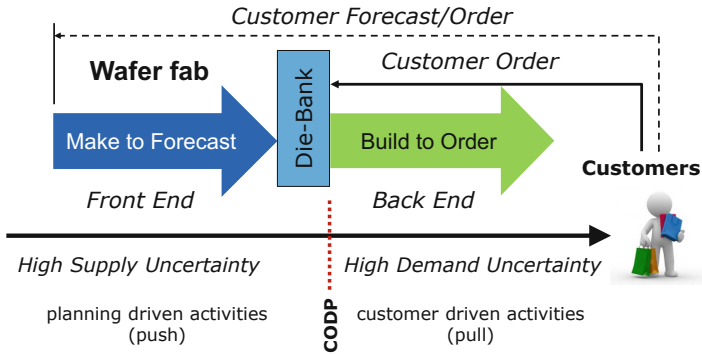 Customer Forecast/Order
Wafer fab
Customer Order
Die-Bank
Make to Forecast
Build to Order
Customers
Front End
Back End
High Supply Uncertainty
High Demand Uncertainty
CODP
planning driven activities
(push)
customer driven activities
(pull)